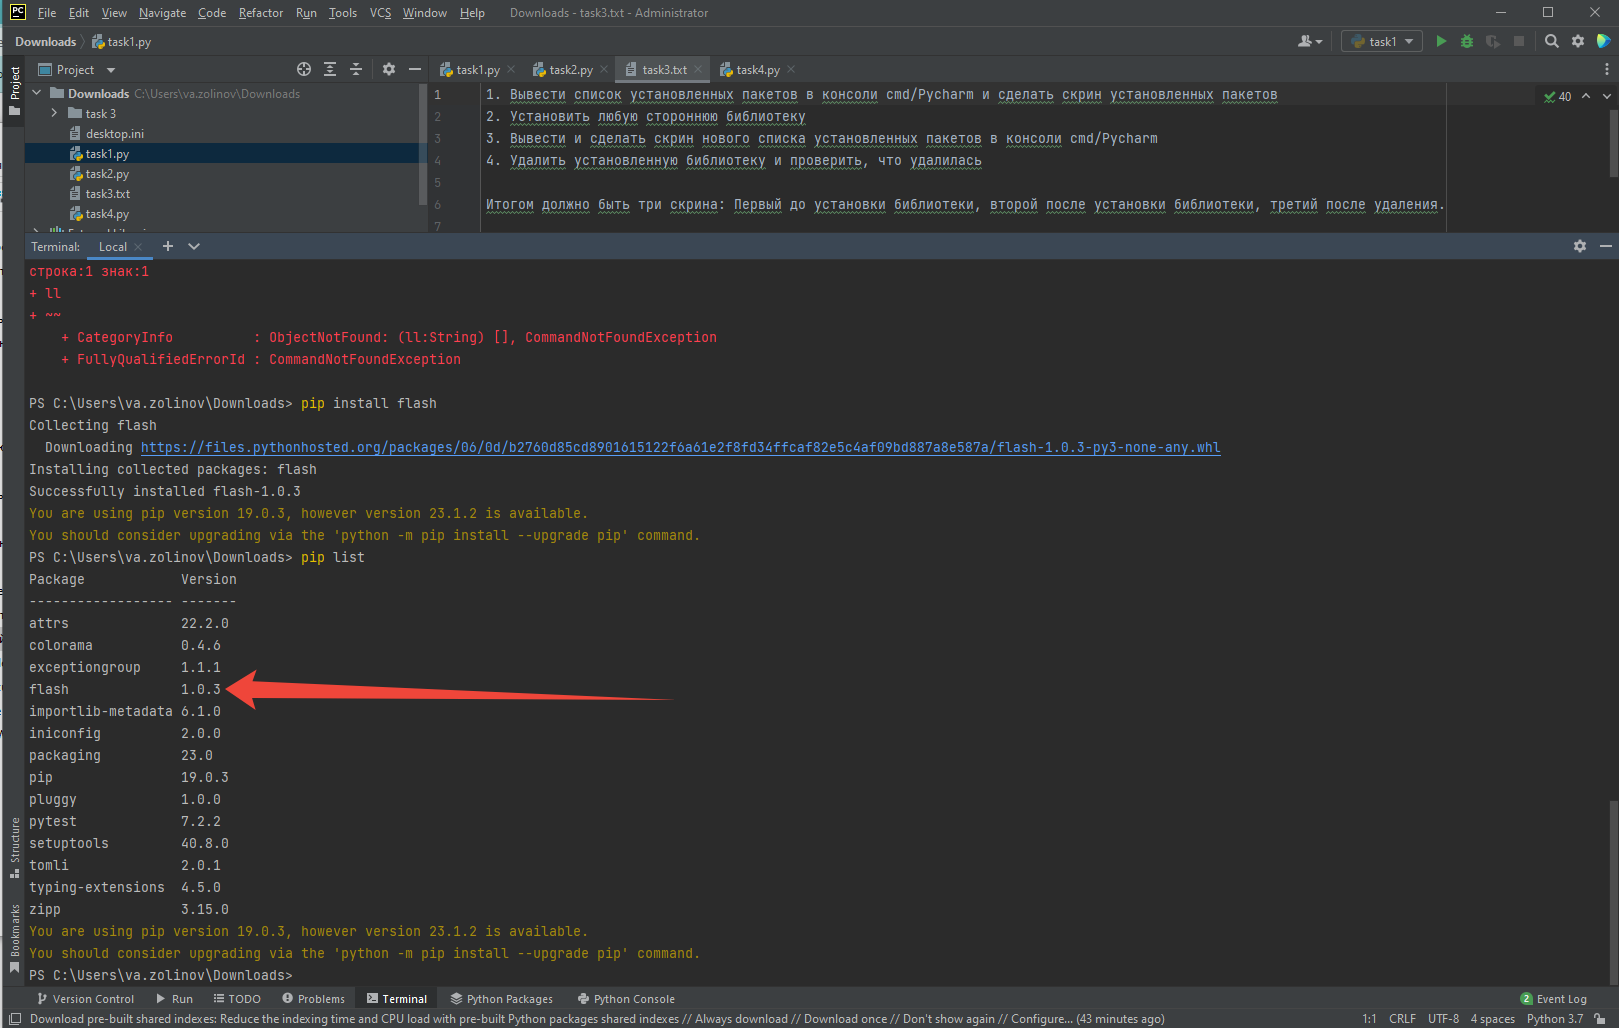 PC File Edit View Navigate Code Refactor Run Tools VCS Window Help Downloads - task3.txt - Administrator
Downloads task1.py task1
Project task1.py task2.py task3.txt task4.py
Project
Downloads C:\Users\va.zolinov\Downloads
task 3
desktop.ini
task1.py
task2.py
task3.txt
task4.py
1 1. Вывести список установленных пакетов в консоли cmd/Pycharm и сделать скрин установленных пакетов
2 2. Установить любую стороннюю библиотеку
3 3. Вывести и сделать скрин нового списка установленных пакетов в консоли cmd/Pycharm
4 4. Удалить установленную библиотеку и проверить, что удалилась
5
6 Итогом должно быть три скрина: Первый до установки библиотеки, второй после установки библиотеки, третий после удаления.
7
40
Terminal: Local
строка:1 знак:1
+ ll
+ ~~
+ CategoryInfo : ObjectNotFound: (ll:String) [], CommandNotFoundException
+ FullyQualifiedErrorId : CommandNotFoundException
PS C:\Users\va.zolinov\Downloads> pip install flash
Collecting flash
Downloading https://files.pythonhosted.org/packages/06/0d/b2760d85cd8901615122f6a61e2f8fd34ffcaf82e5c4af09bd887a8e587a/flash-1.0.3-py3-none-any.whl
Installing collected packages: flash
Successfully installed flash-1.0.3
You are using pip version 19.0.3, however version 23.1.2 is available.
You should consider upgrading via the 'python -m pip install --upgrade pip' command.
PS C:\Users\va.zolinov\Downloads> pip list
Package Version
------------------ -------
attrs 22.2.0
colorama 0.4.6
exceptiongroup 1.1.1
flash 1.0.3
importlib-metadata 6.1.0
iniconfig 2.0.0
packaging 23.0
pip 19.0.3
pluggy 1.0.0
pytest 7.2.2
setuptools 40.8.0
tomli 2.0.1
typing-extensions 4.5.0
zipp 3.15.0
You are using pip version 19.0.3, however version 23.1.2 is available.
You should consider upgrading via the 'python -m pip install --upgrade pip' command.
PS C:\Users\va.zolinov\Downloads>
Structure
Bookmarks
Version Control Run TODO Problems Terminal Python Packages Python Console 2 Event Log
Download pre-built shared indexes: Reduce the indexing time and CPU load with pre-built Python packages shared indexes // Always download // Download once // Don't show again // Configure... (43 minutes ago) 1:1 CRLF UTF-8 4 spaces Python 3.7